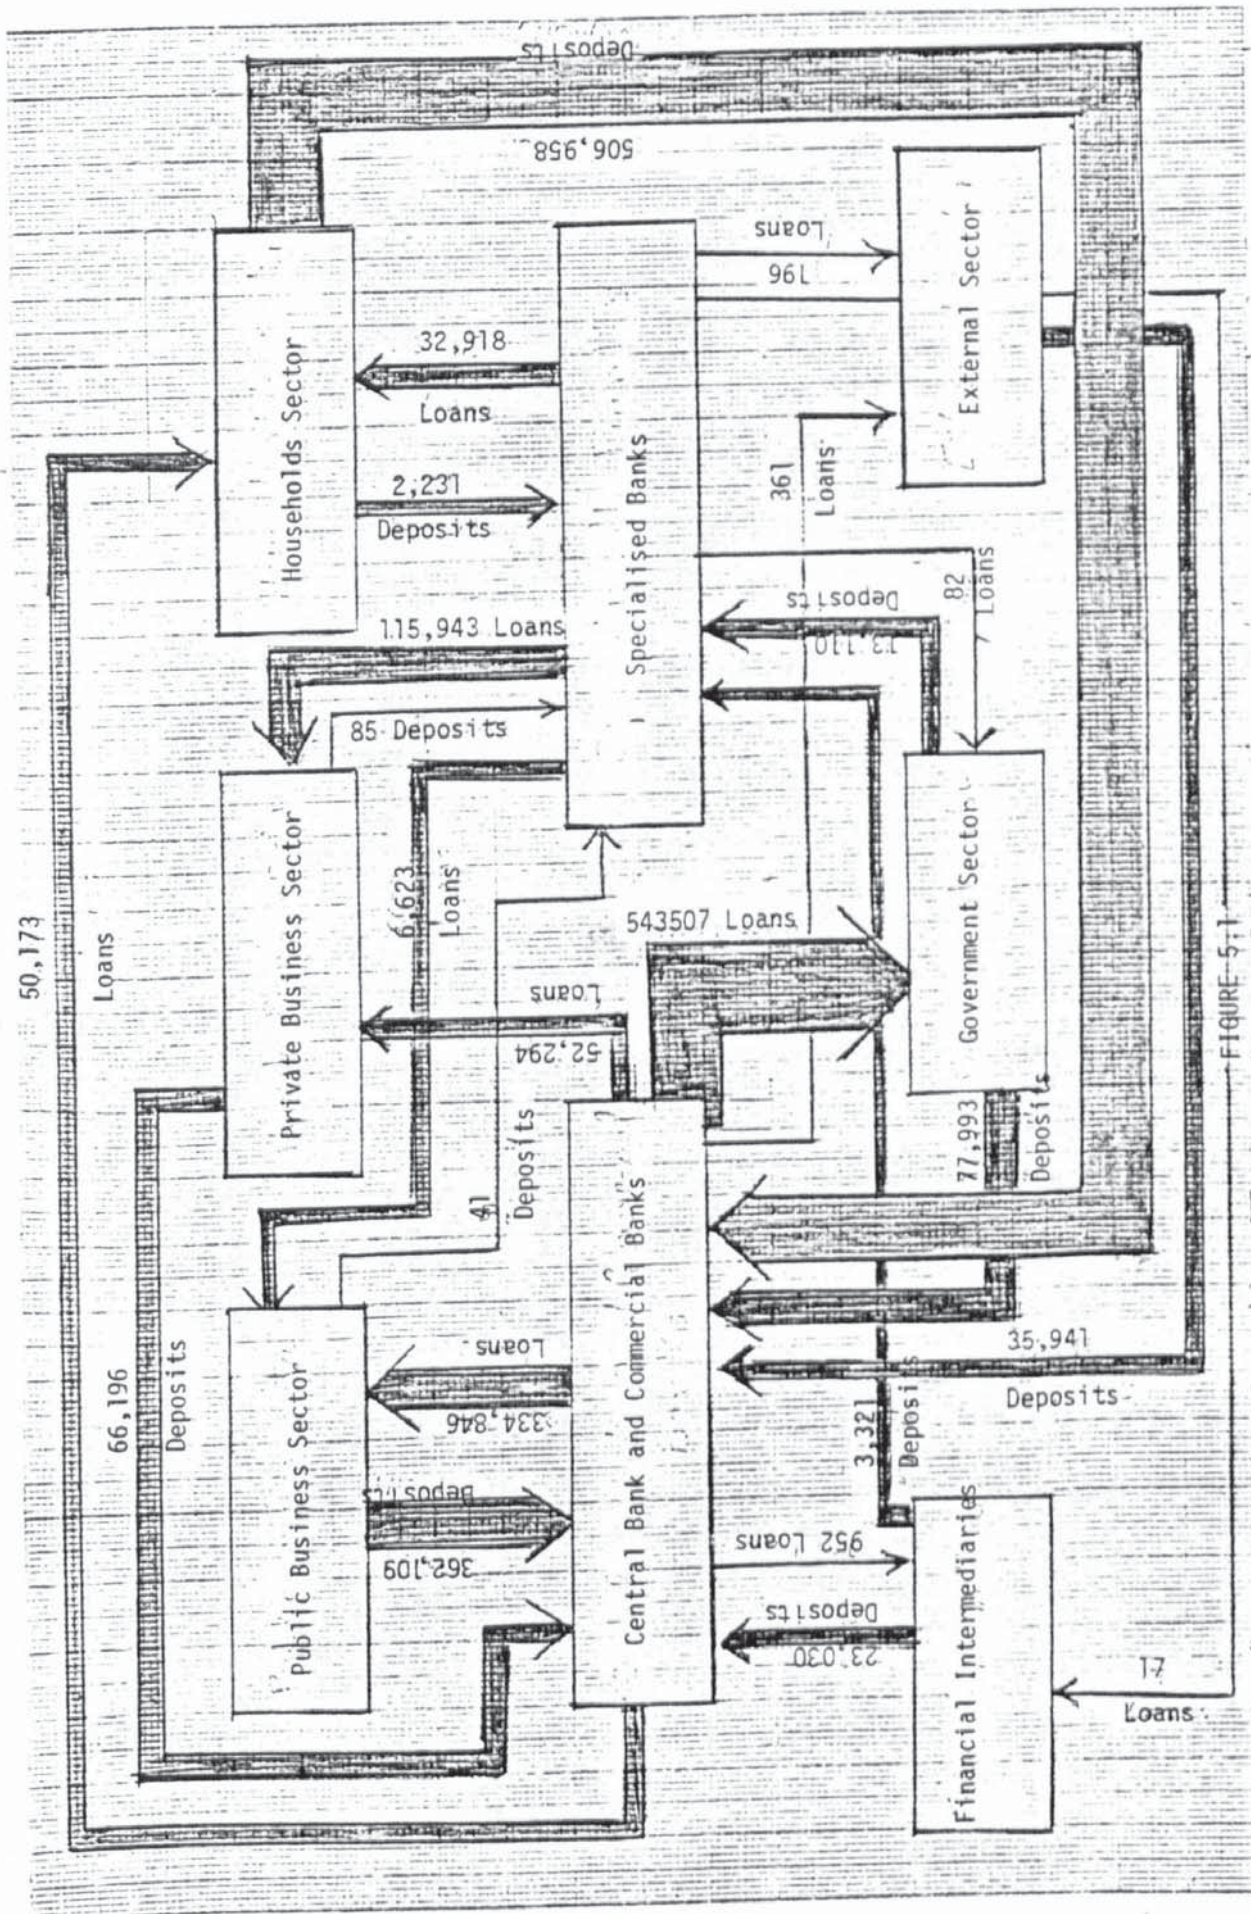 50,173
Loans
66,196
Deposits
Households Sector
Private Business Sector
Public Business Sector
Deposits
506,958
32,918
Loans
2,231
Deposits
115,943 Loans
85 Deposits
6,623
Loans
52,294
Loans
41
Deposits
334,846
Loans
362,109
Deposits
Specialised Banks
Central Bank and Commercial Banks
Loans
196
361
Loans
82
Loans
13,110
Deposits
543507 Loans
77,993
Deposits
35,941
Deposits
3,321
Deposits
952 Loans
23,030
Deposits
External Sector
Government Sector
Financial Intermediaries
17
Loans
FIGURE 5.1